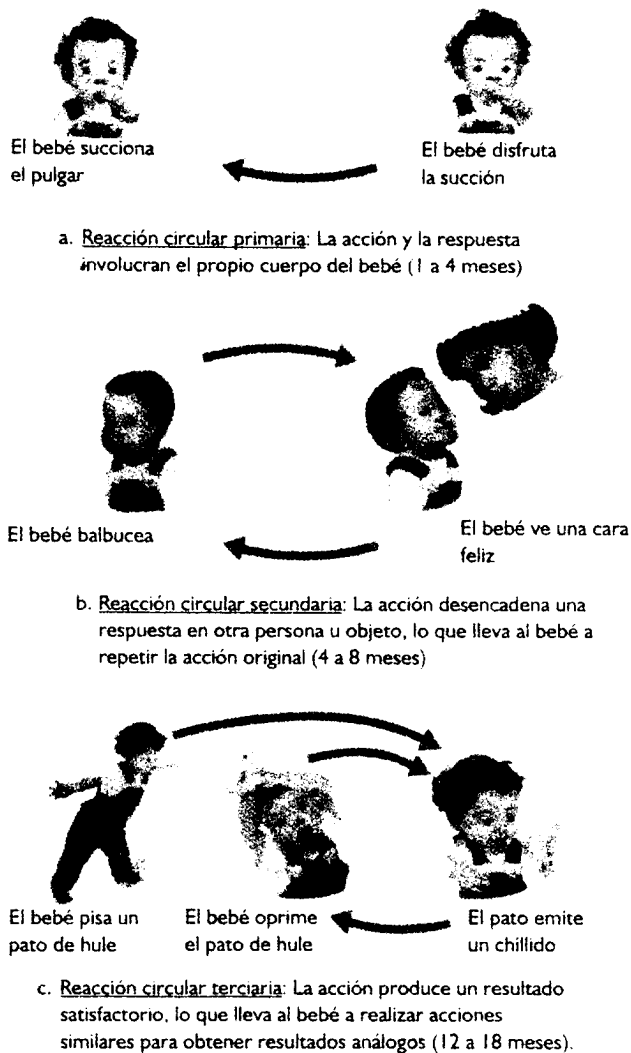 El bebé succiona
el pulgar
El bebé disfruta
la succión
a. Reacción circular primaria: La acción y la respuesta
involucran el propio cuerpo del bebé (1 a 4 meses)
El bebé balbucea
El bebé ve una cara
feliz
b. Reacción circular secundaria: La acción desencadena una
respuesta en otra persona u objeto, lo que lleva al bebé a
repetir la acción original (4 a 8 meses)
El bebé pisa un
pato de hule
El bebé oprime
el pato de hule
El pato emite
un chillido
c. Reacción circular terciaria: La acción produce un resultado
satisfactorio, lo que lleva al bebé a realizar acciones
similares para obtener resultados análogos (12 a 18 meses).